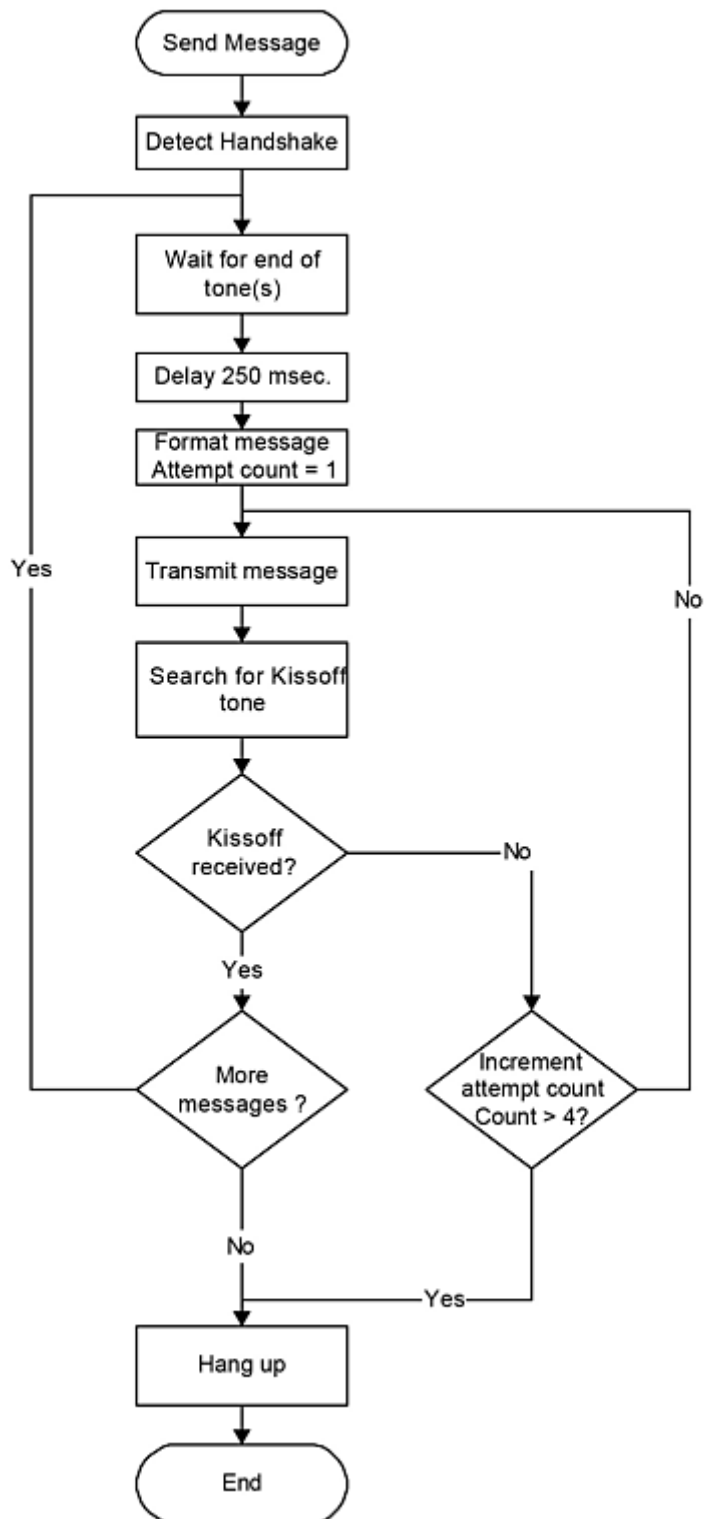 Send Message
Detect Handshake
Wait for end of
tone(s)
Delay 250 msec.
Format message
Attempt count = 1
Yes
Transmit message
No
Search for Kissoff
tone
Kissoff
received?
No
Yes
More
messages ?
Increment
attempt count
Count > 4?
No
Yes
Hang up
End